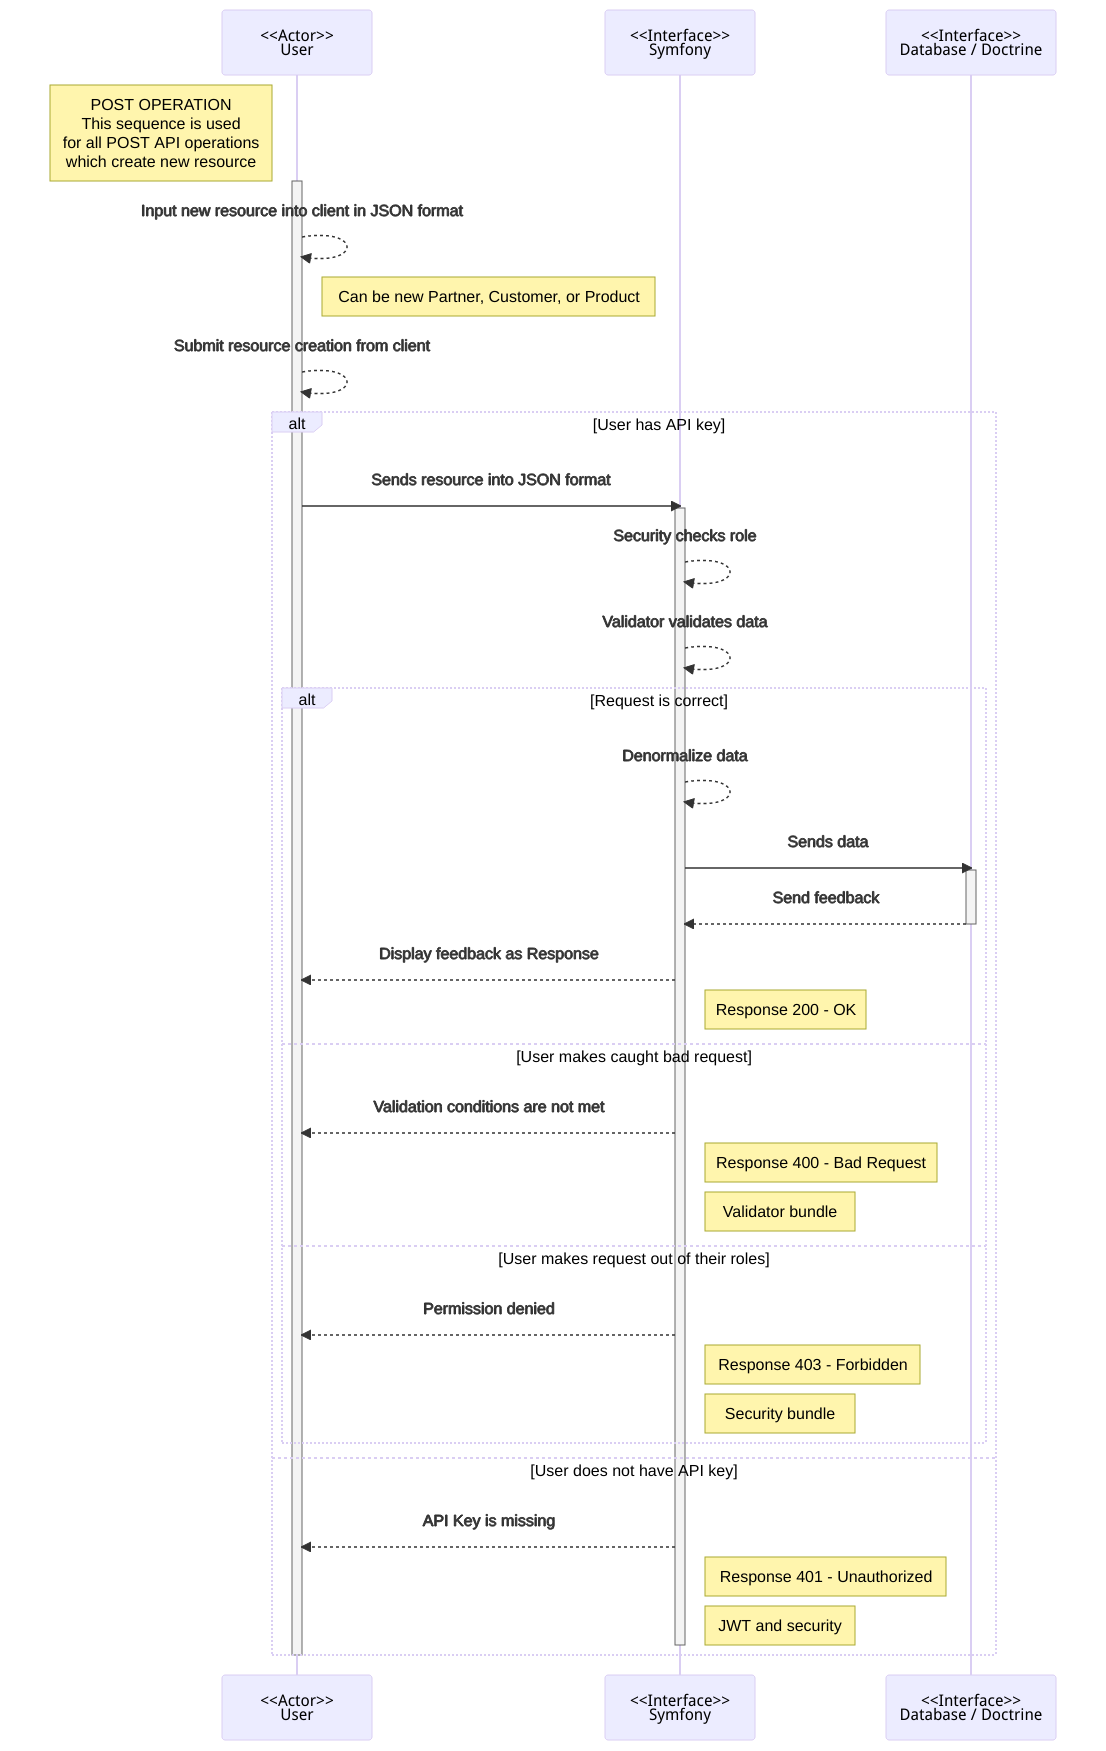 <<Actor>>
User
<<Interface>>
Symfony
<<Interface>>
Database / Doctrine
POST OPERATION
This sequence is used
for all POST API operations
which create new resource
Input new resource into client in JSON format
Can be new Partner, Customer, or Product
Submit resource creation from client
alt
[User has API key]
Sends resource into JSON format
Security checks role
Validator validates data
alt
[Request is correct]
Denormalize data
Sends data
Send feedback
Display feedback as Response
Response 200 - OK
[User makes caught bad request]
Validation conditions are not met
Response 400 - Bad Request
Validator bundle
[User makes request out of their roles]
Permission denied
Response 403 - Forbidden
Security bundle
[User does not have API key]
API Key is missing
Response 401 - Unauthorized
JWT and security
<<Actor>>
User
<<Interface>>
Symfony
<<Interface>>
Database / Doctrine